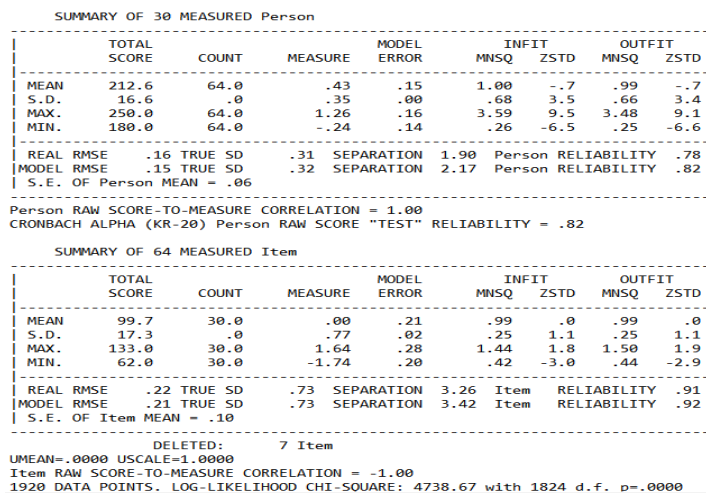 SUMMARY OF 30 MEASURED Person
TOTAL MODEL INFIT OUTFIT
SCORE COUNT MEASURE ERROR MNSQ ZSTD MNSQ ZSTD
MEAN 212.6 64.0 .43 .15 1.00 -.7 .99 -.7
S.D. 16.6 .0 .35 .00 .68 3.5 .66 3.4
MAX. 250.0 64.0 1.26 .16 3.59 9.5 3.48 9.1
MIN. 180.0 64.0 -.24 .14 .26 -6.5 .25 -6.6
REAL RMSE .16 TRUE SD .31 SEPARATION 1.90 Person RELIABILITY .78
MODEL RMSE .15 TRUE SD .32 SEPARATION 2.17 Person RELIABILITY .82
S.E. OF Person MEAN = .06
Person RAW SCORE-TO-MEASURE CORRELATION = 1.00
CRONBACH ALPHA (KR-20) Person RAW SCORE "TEST" RELIABILITY = .82
SUMMARY OF 64 MEASURED Item
TOTAL MODEL INFIT OUTFIT
SCORE COUNT MEASURE ERROR MNSQ ZSTD MNSQ ZSTD
MEAN 99.7 30.0 .00 .21 .99 .0 .99 .0
S.D. 17.3 .0 .77 .02 .25 1.1 .25 1.1
MAX. 133.0 30.0 1.64 .28 1.44 1.8 1.50 1.9
MIN. 62.0 30.0 -1.74 .20 .42 -3.0 .44 -2.9
REAL RMSE .22 TRUE SD .73 SEPARATION 3.26 Item RELIABILITY .91
MODEL RMSE .21 TRUE SD .73 SEPARATION 3.42 Item RELIABILITY .92
S.E. OF Item MEAN = .10
DELETED: 7 Item
UMEAN=.0000 USCALE=1.0000
Item RAW SCORE-TO-MEASURE CORRELATION = -1.00
1920 DATA POINTS. LOG-LIKELIHOOD CHI-SQUARE: 4738.67 with 1824 d.f. p=.0000